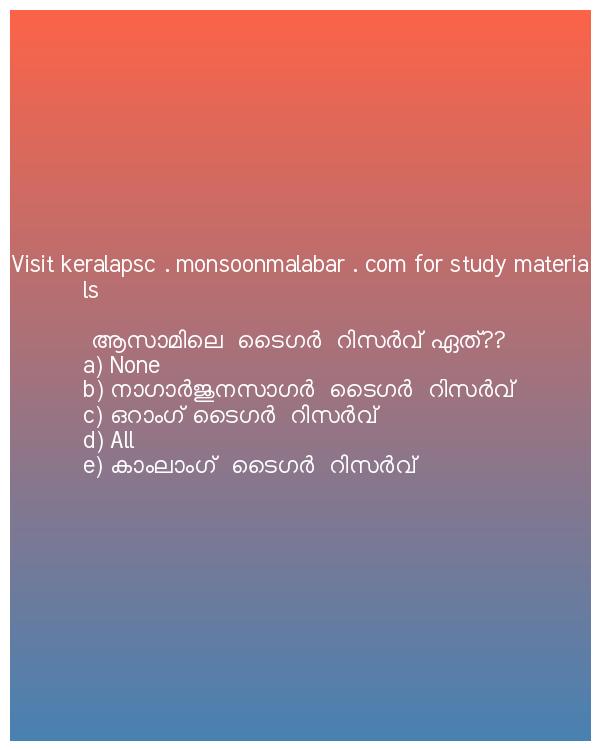 Visit keralapsc . monsoonmalabar . com for study materia
ls
ആസാമിലെ ടൈഗർ റിസർവ് ഏത്??
a) None
b) നാഗാർജുനസാഗർ ടൈഗർ റിസർവ്
c) ഒറാംഗ് ടൈഗർ റിസർവ്
d) All
e) കാംലാംഗ് ടൈഗർ റിസർവ്